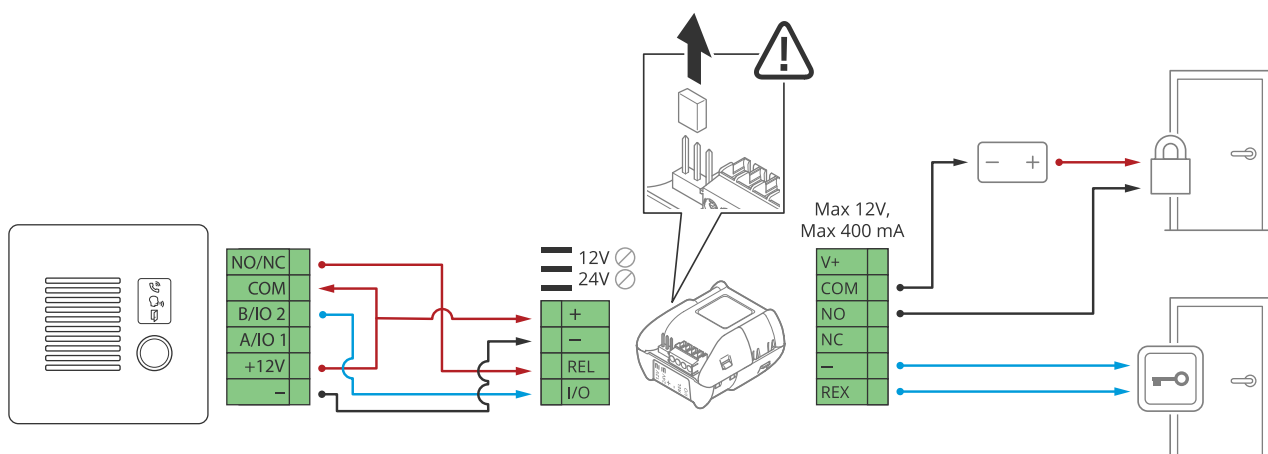 NO/NC
COM
B/IO 2
A/IO 1
+12V
–
12V
24V
+
–
REL
I/O
Max 12V,
Max 400 mA
V+
COM
NO
NC
–
REX
– +